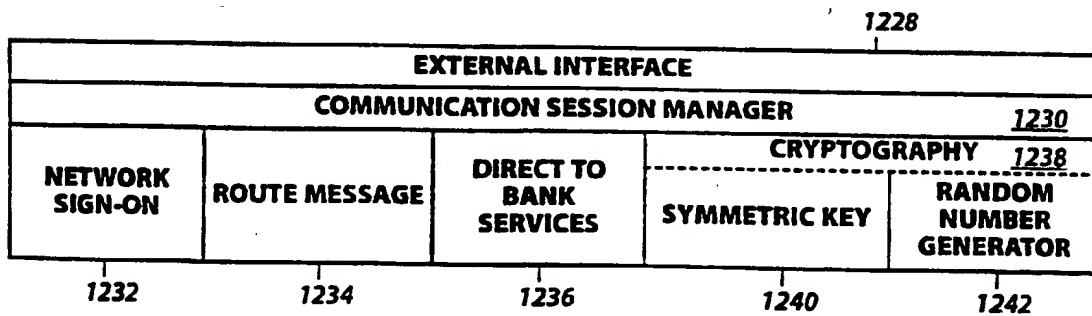 1228
EXTERNAL INTERFACE
COMMUNICATION SESSION MANAGER 1230
CRYPTOGRAPHY 1238
NETWORK
SIGN-ON
ROUTE MESSAGE
DIRECT TO
BANK
SERVICES
SYMMETRIC KEY
RANDOM
NUMBER
GENERATOR
1232
1234
1236
1240
1242